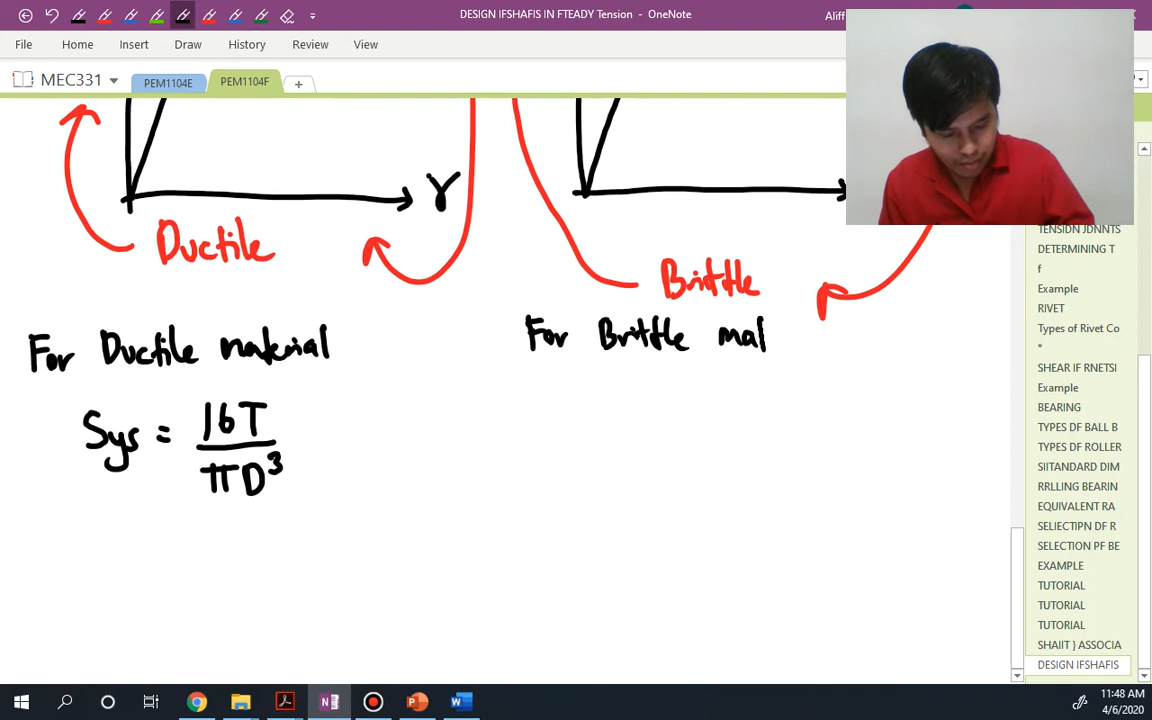 DESIGN IFSHAFIS IN FTEADY Tension - OneNote
Aliff
File Home Insert Draw History Review View
MEC331
PEM1104E
PEM1104F
γ
Ductile
Brittle
For Ductile material
For Brittle mat
Sys = 16T
πD³
TENSIDN JDNNTS
DETERMINING T
f
Example
RIVET
Types of Rivet Co
*
SHEAR IF RNETSI
Example
BEARING
TYPES DF BALL B
TYPES DF ROLLER
SIITANDARD DIM
RRLLING BEARIN
EQUIVALENT RA
SELIECTIPN DF R
SELECTION PF BE
EXAMPLE
TUTORIAL
TUTORIAL
TUTORIAL
SHAIIT } ASSOCIA
DESIGN IFSHAFIS
11:48 AM
4/6/2020